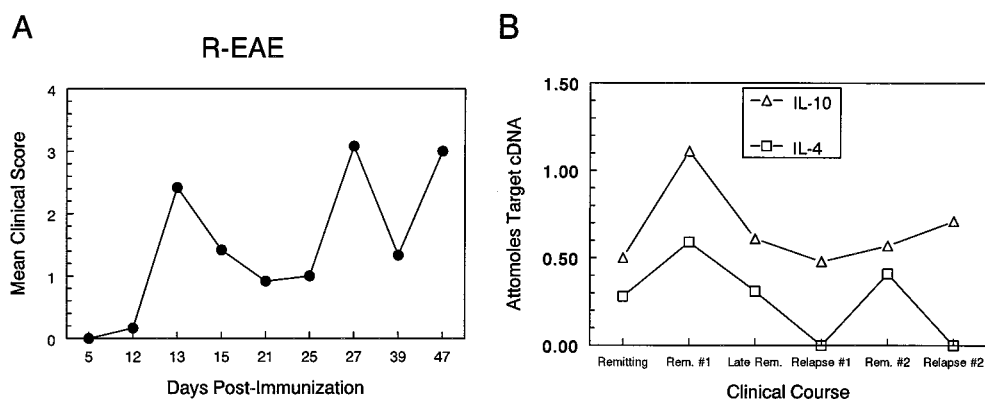 A
R-EAE
Mean Clinical Score
4
3
2
1
0
5 12 13 15 21 25 27 39 47
Days Post-Immunization
B
Attomoles Target cDNA
1.50
1.00
0.50
0.00
IL-10
IL-4
Remitting Rem. #1 Late Rem. Relapse #1 Rem. #2 Relapse #2
Clinical Course